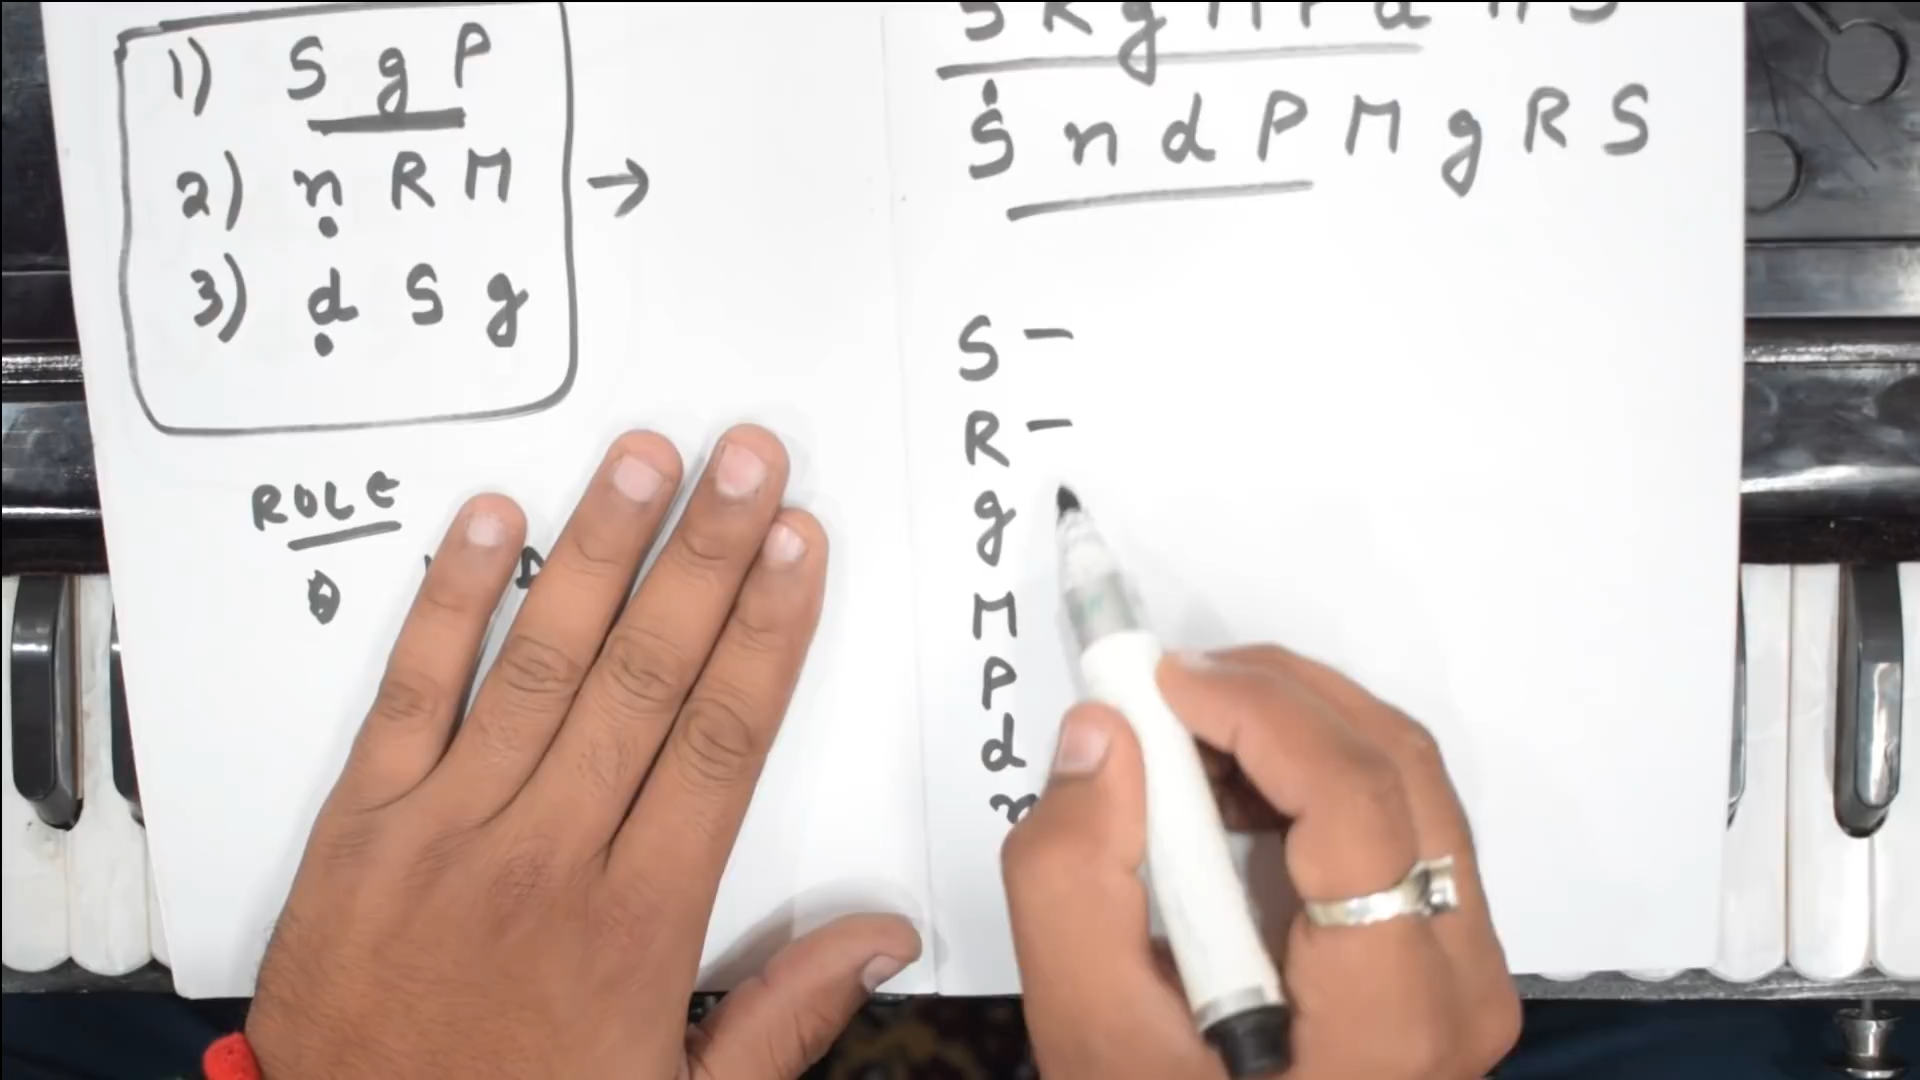 1) S g P
2) ṇ R M →
3) ḍ S g
ROLE
S R g M P d n S
Ṡ n d P M g R S
S –
R –
g
M
P
d
n